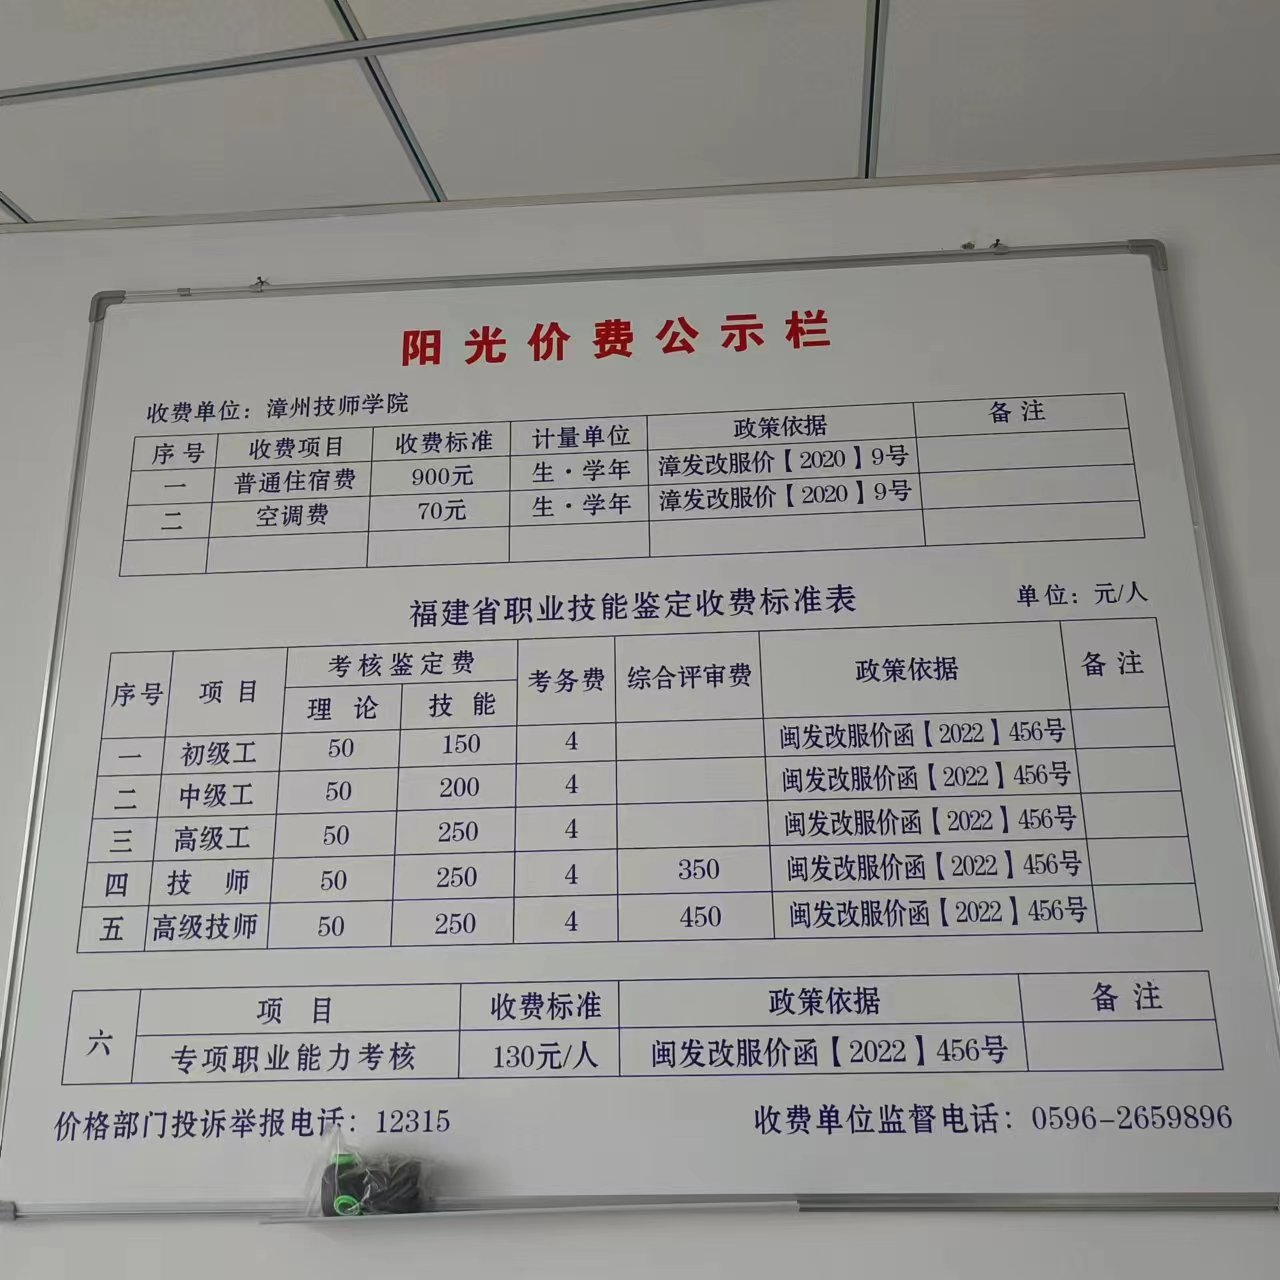 阳光价费公示栏
收费单位：漳州技师学院
序号 收费项目 收费标准 计量单位 政策依据 备注
一 普通住宿费 900元 生·学年 漳发改服价【2020】9号
二 空调费 70元 生·学年 漳发改服价【2020】9号
福建省职业技能鉴定收费标准表 单位：元/人
序号 项目 考核鉴定费 考务费 综合评审费 政策依据 备注
理论 技能
一 初级工 50 150 4 闽发改服价函【2022】456号
二 中级工 50 200 4 闽发改服价函【2022】456号
三 高级工 50 250 4 闽发改服价函【2022】456号
四 技师 50 250 4 350 闽发改服价函【2022】456号
五 高级技师 50 250 4 450 闽发改服价函【2022】456号
六 项目 收费标准 政策依据 备注
专项职业能力考核 130元/人 闽发改服价函【2022】456号
价格部门投诉举报电话：12315 收费单位监督电话：0596-2659896